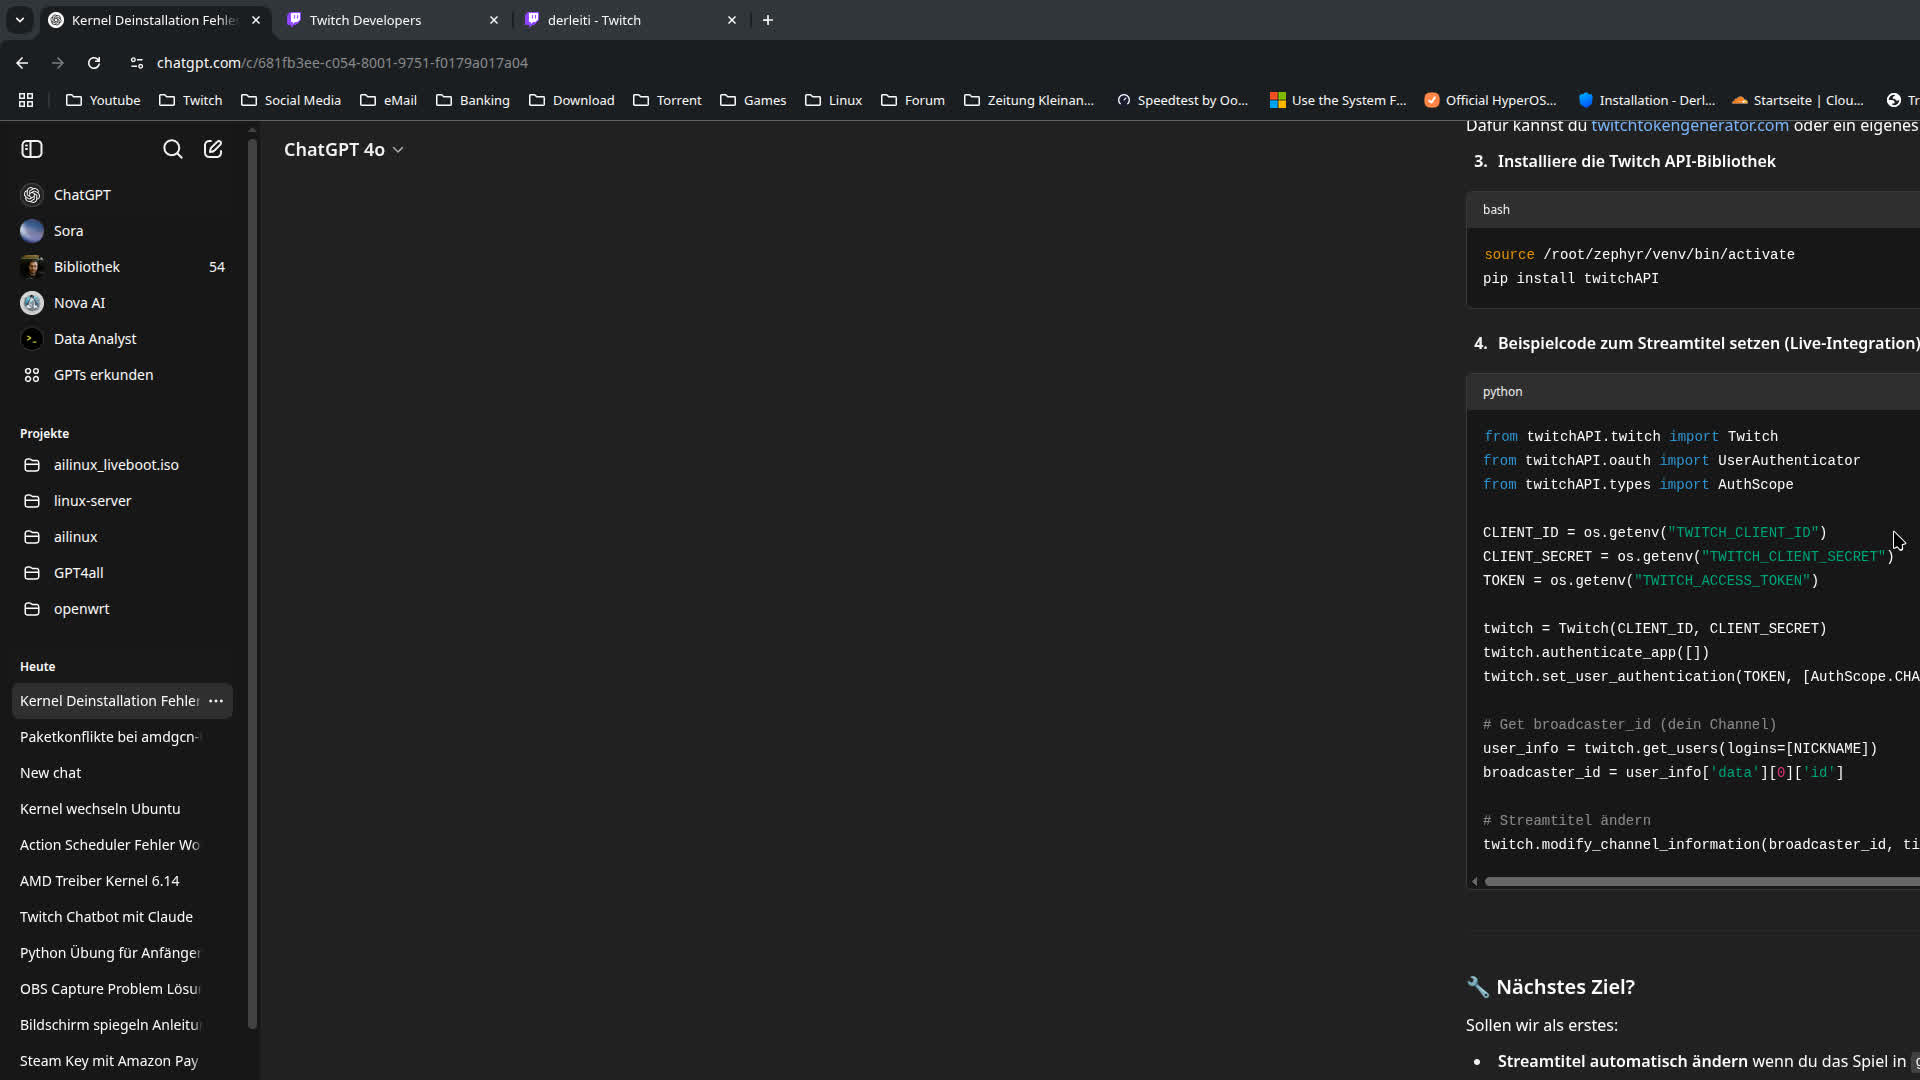 Kernel Deinstallation Fehle
Twitch Developers
derleiti - Twitch
chatgpt.com/c/681fb3ee-c054-8001-9751-f0179a017a04
Youtube
Twitch
Social Media
eMail
Banking
Download
Torrent
Games
Linux
Forum
Zeitung Kleinan...
Speedtest by Oo...
Use the System F...
Official HyperOS...
Installation - Derl...
Startseite | Clou...
Tr
ChatGPT 4o
ChatGPT
Sora
Bibliothek 54
Nova AI
Data Analyst
GPTs erkunden
Projekte
ailinux_liveboot.iso
linux-server
ailinux
GPT4all
openwrt
Heute
Kernel Deinstallation Fehler
Paketkonflikte bei amdgcn-
New chat
Kernel wechseln Ubuntu
Action Scheduler Fehler Wo
AMD Treiber Kernel 6.14
Twitch Chatbot mit Claude
Python Übung für Anfänger
OBS Capture Problem Lösu
Bildschirm spiegeln Anleitu
Steam Key mit Amazon Pay
Dafür kannst du twitchtokengenerator.com oder ein eigenes
3. Installiere die Twitch API-Bibliothek
bash
source /root/zephyr/venv/bin/activate
pip install twitchAPI
4. Beispielcode zum Streamtitel setzen (Live-Integration)
python
from twitchAPI.twitch import Twitch
from twitchAPI.oauth import UserAuthenticator
from twitchAPI.types import AuthScope
CLIENT_ID = os.getenv("TWITCH_CLIENT_ID")
CLIENT_SECRET = os.getenv("TWITCH_CLIENT_SECRET")
TOKEN = os.getenv("TWITCH_ACCESS_TOKEN")
twitch = Twitch(CLIENT_ID, CLIENT_SECRET)
twitch.authenticate_app([])
twitch.set_user_authentication(TOKEN, [AuthScope.CHA
# Get broadcaster_id (dein Channel)
user_info = twitch.get_users(logins=[NICKNAME])
broadcaster_id = user_info['data'][0]['id']
# Streamtitel ändern
twitch.modify_channel_information(broadcaster_id, ti
🔧 Nächstes Ziel?
Sollen wir als erstes:
• Streamtitel automatisch ändern wenn du das Spiel in g